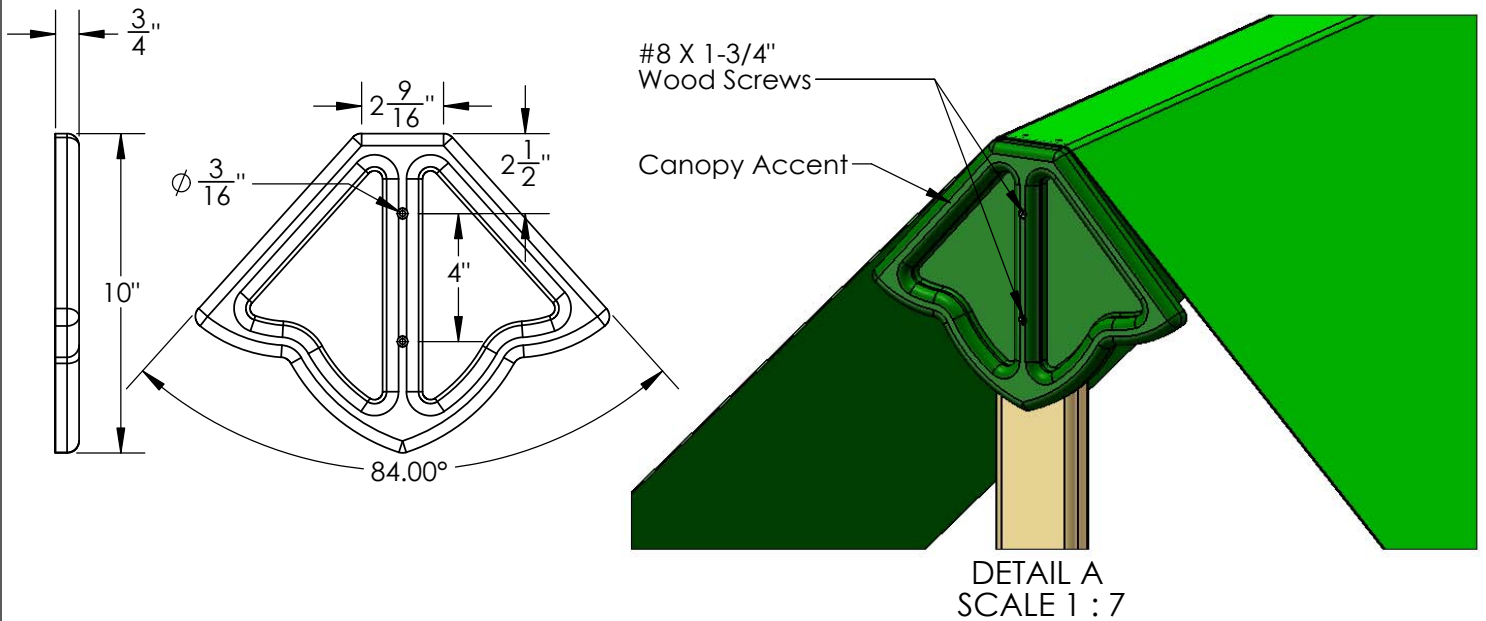 3/4"
2 9/16"
2 1/2"
⌀ 3/16"
4"
10"
84.00°
#8 X 1-3/4"
Wood Screws
Canopy Accent
DETAIL A
SCALE 1 : 7